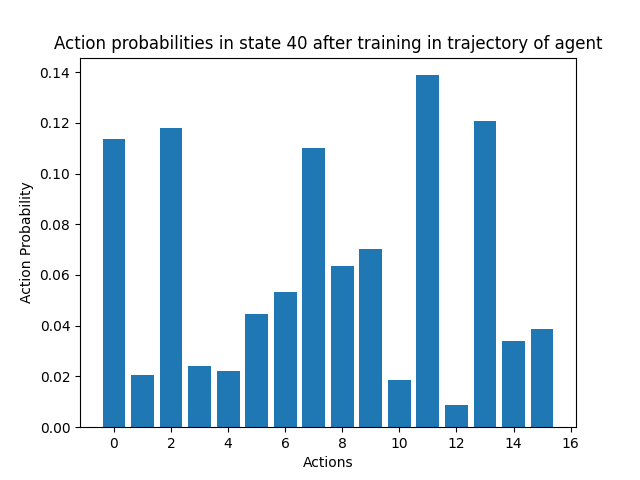 Action probabilities in state 40 after training in trajectory of agent
0.14
0.12
0.10
0.08
0.06
0.04
0.02
0.00
Action Probability
0 2 4 6 8 10 12 14 16
Actions